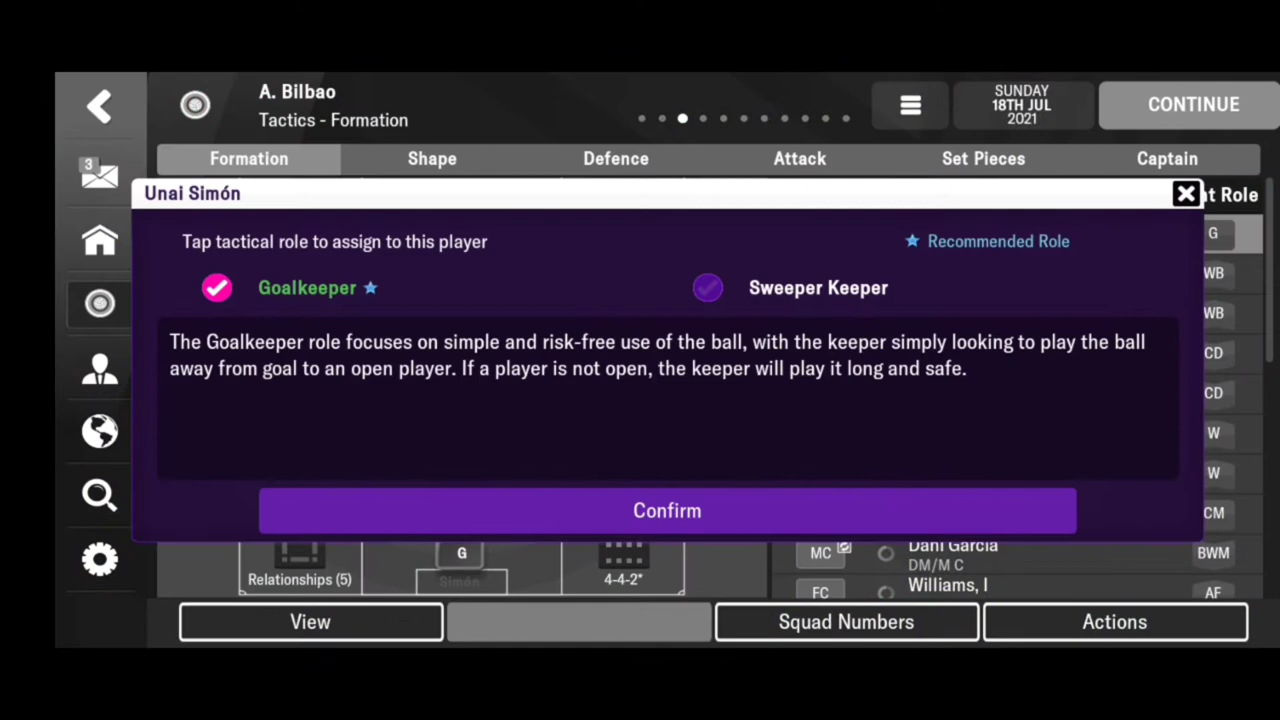 A. Bilbao
Tactics - Formation
SUNDAY
18TH JUL
2021
CONTINUE
3
Formation Shape Defence Attack Set Pieces Captain
Unai Simón
nt Role
Tap tactical role to assign to this player
Recommended Role
G
Goalkeeper
Sweeper Keeper
WB
WB
The Goalkeeper role focuses on simple and risk-free use of the ball, with the keeper simply looking to play the ball
away from goal to an open player. If a player is not open, the keeper will play it long and safe.
CD
CD
W
W
Confirm
CM
G
MC
Dani García
DM/M C
BWM
Relationships (5)
Simón
4-4-2*
FC
Williams, I
AF
View
Squad Numbers
Actions